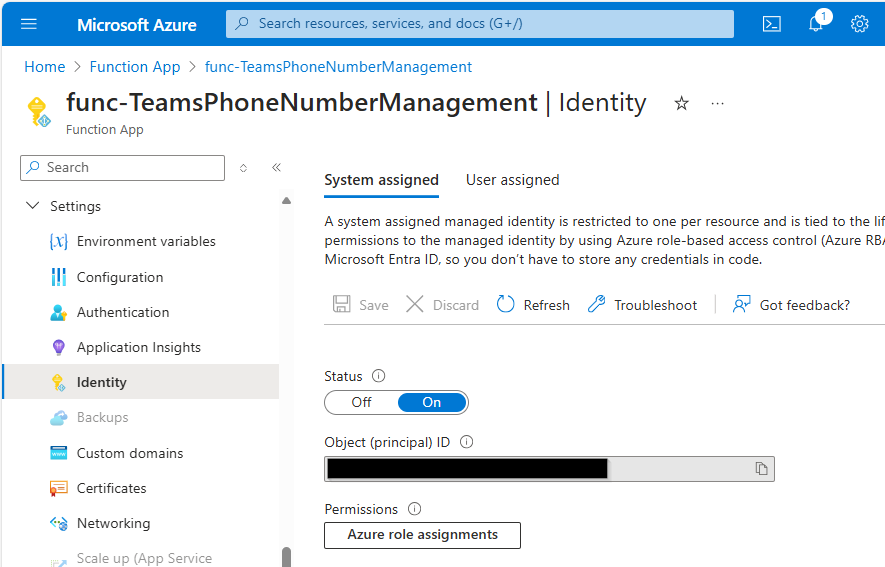 Microsoft Azure
Search resources, services, and docs (G+/)
1
Home > Function App > func-TeamsPhoneNumberManagement
func-TeamsPhoneNumberManagement | Identity
Function App
Search
Settings
Environment variables
Configuration
Authentication
Application Insights
Identity
Backups
Custom domains
Certificates
Networking
Scale up (App Service
System assigned
User assigned
A system assigned managed identity is restricted to one per resource and is tied to the lif
permissions to the managed identity by using Azure role-based access control (Azure RBA
Microsoft Entra ID, so you don't have to store any credentials in code.
Save
Discard
Refresh
Troubleshoot
Got feedback?
Status
Off
On
Object (principal) ID
Permissions
Azure role assignments